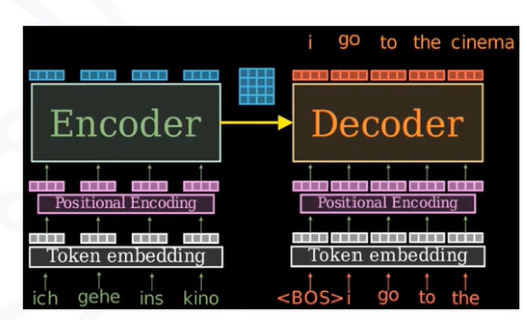 i go to the cinema
Encoder
Decoder
Positional Encoding
Positional Encoding
Token embedding
Token embedding
ich gehe ins kino
<BOS> i go to the